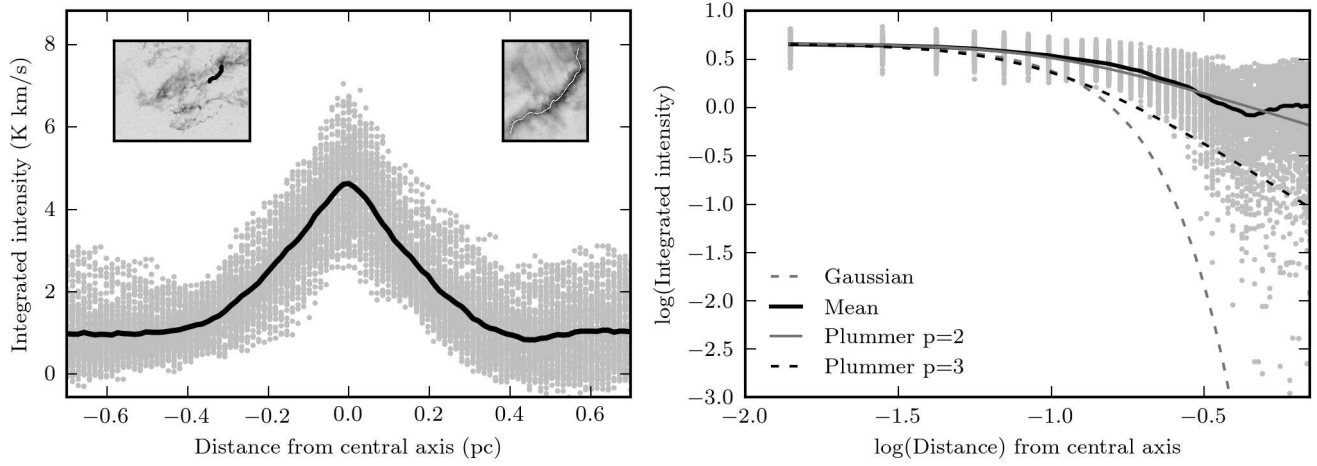 Integrated intensity (K km/s)
8
6
4
2
0
−0.6 −0.4 −0.2 0.0 0.2 0.4 0.6
Distance from central axis (pc)
log(Integrated intensity)
1.0
0.5
0.0
−0.5
−1.0
−1.5
−2.0
−2.5
−3.0
Gaussian
Mean
Plummer p=2
Plummer p=3
−2.0 −1.5 −1.0 −0.5
log(Distance) from central axis